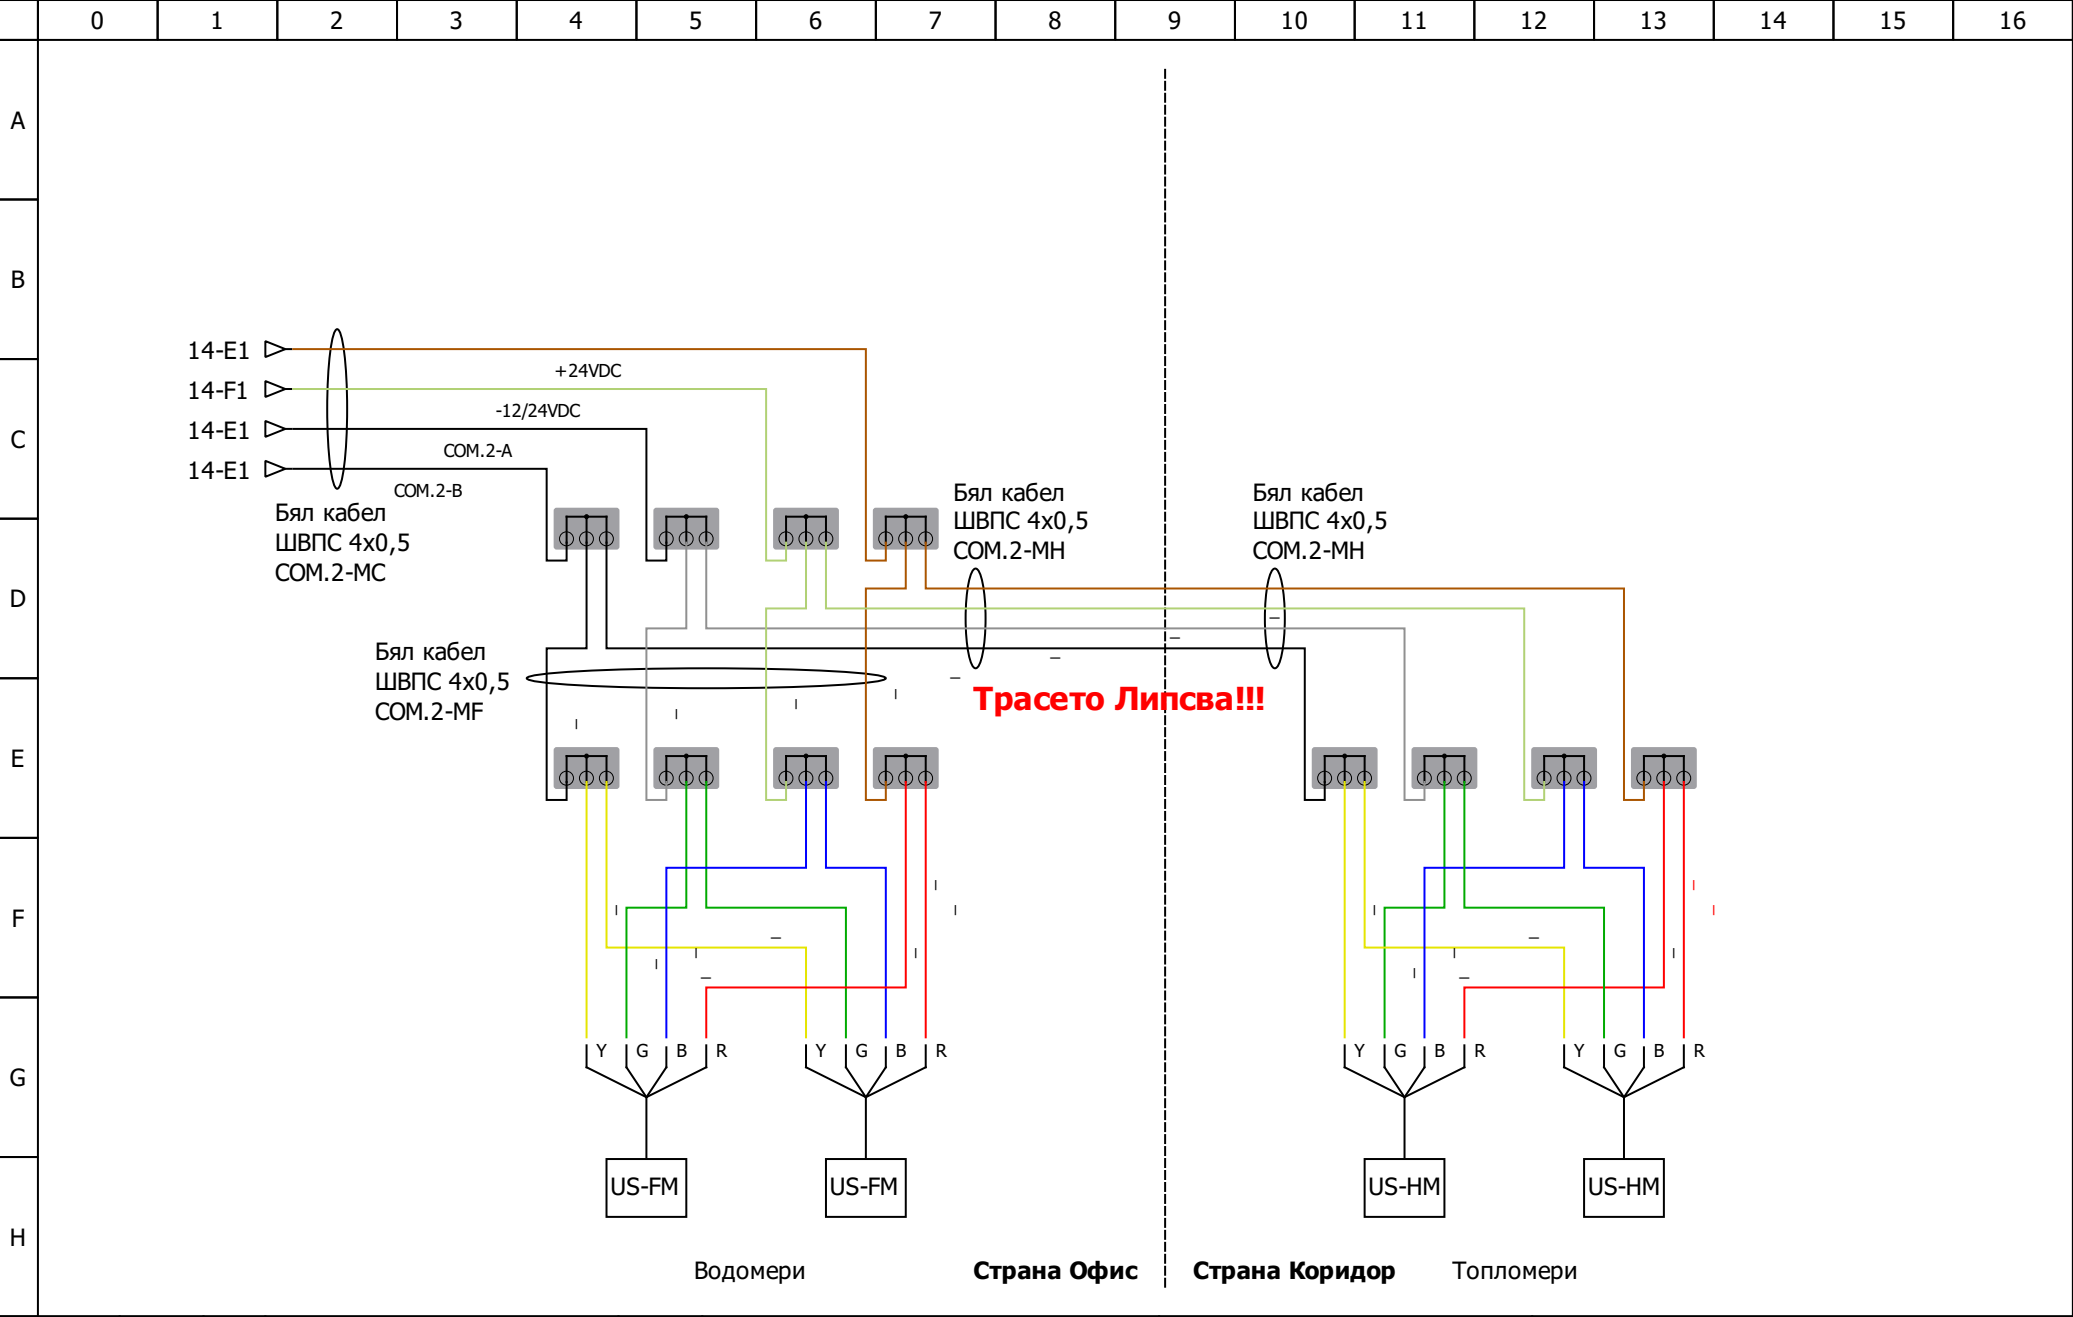 0 1 2 3 4 5 6 7 8 9 10 11 12 13 14 15 16
A
B
14-E1
+24VDC
14-F1
-12/24VDC
14-E1
C
COM.2-A
14-E1
COM.2-B
Бял кабел
ШВПС 4x0,5
COM.2-MC
Бял кабел
ШВПС 4x0,5
COM.2-MH
Бял кабел
ШВПС 4x0,5
COM.2-MH
D
Бял кабел
ШВПС 4x0,5
COM.2-MF
Трасето Липсва!!!
E
F
Y G B R Y G B R Y G B R Y G B R
G
US-FM US-FM US-HM US-HM
H
Водомери Страна Офис Страна Коридор Топломери